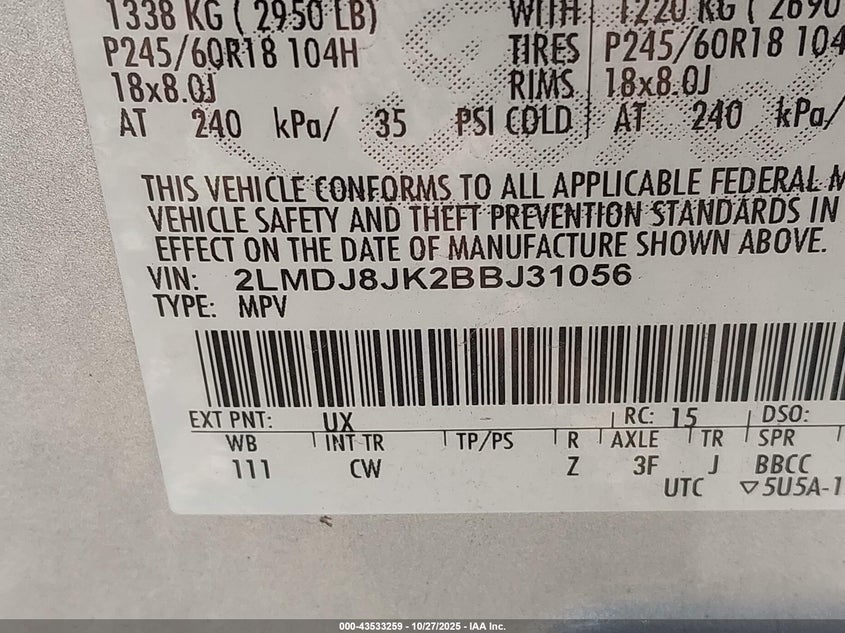 1338 KG ( 2950 LB) WITH 1220 KG ( 2690
P245/60R18 104H TIRES P245/60R18 104
18x8.0J RIMS 18x8.0J
AT 240 kPa/ 35 PSI COLD AT 240 kPa/
THIS VEHICLE CONFORMS TO ALL APPLICABLE FEDERAL M
VEHICLE SAFETY AND THEFT PREVENTION STANDARDS IN
EFFECT ON THE DATE OF MANUFACTURE SHOWN ABOVE.
VIN: 2LMDJ8JK2BBJ31056
TYPE: MPV
EXT PNT: UX RC: 15 DSO:
WB INT TR TP/PS R AXLE TR SPR
111 CW Z 3F J BBCC
UTC ▽5U5A-1
000-43533259 - 10/27/2025 - IAA Inc.